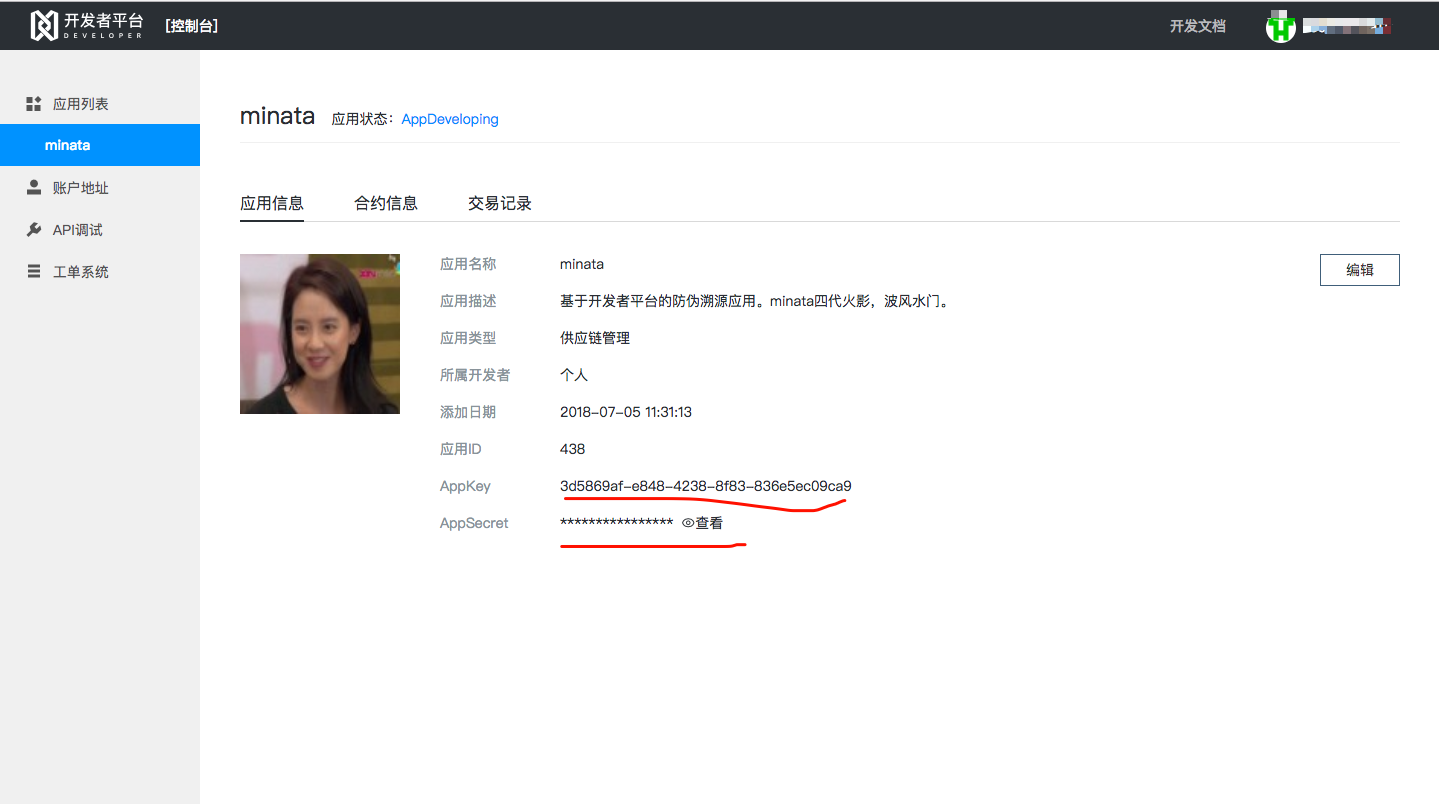 开发者平台
DEVELOPER
[控制台]
开发文档
应用列表
minata
账户地址
API调试
工单系统
minata 应用状态：AppDeveloping
应用信息 合约信息 交易记录
编辑
应用名称 minata
应用描述 基于开发者平台的防伪溯源应用。minata四代火影，波风水门。
应用类型 供应链管理
所属开发者 个人
添加日期 2018-07-05 11:31:13
应用ID 438
AppKey 3d5869af-e848-4238-8f83-836e5ec09ca9
AppSecret **************** 查看